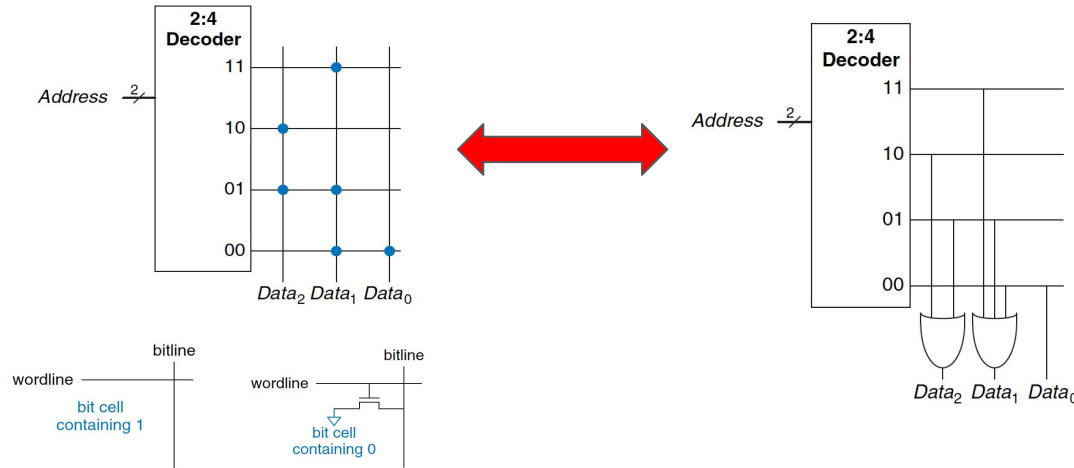 2:4
Decoder
11
Address
2
10
01
00
Data2 Data1 Data0
bitline
wordline
bit cell
containing 1
bitline
wordline
bit cell
containing 0
2:4
Decoder
11
Address
2
10
01
00
Data2 Data1 Data0